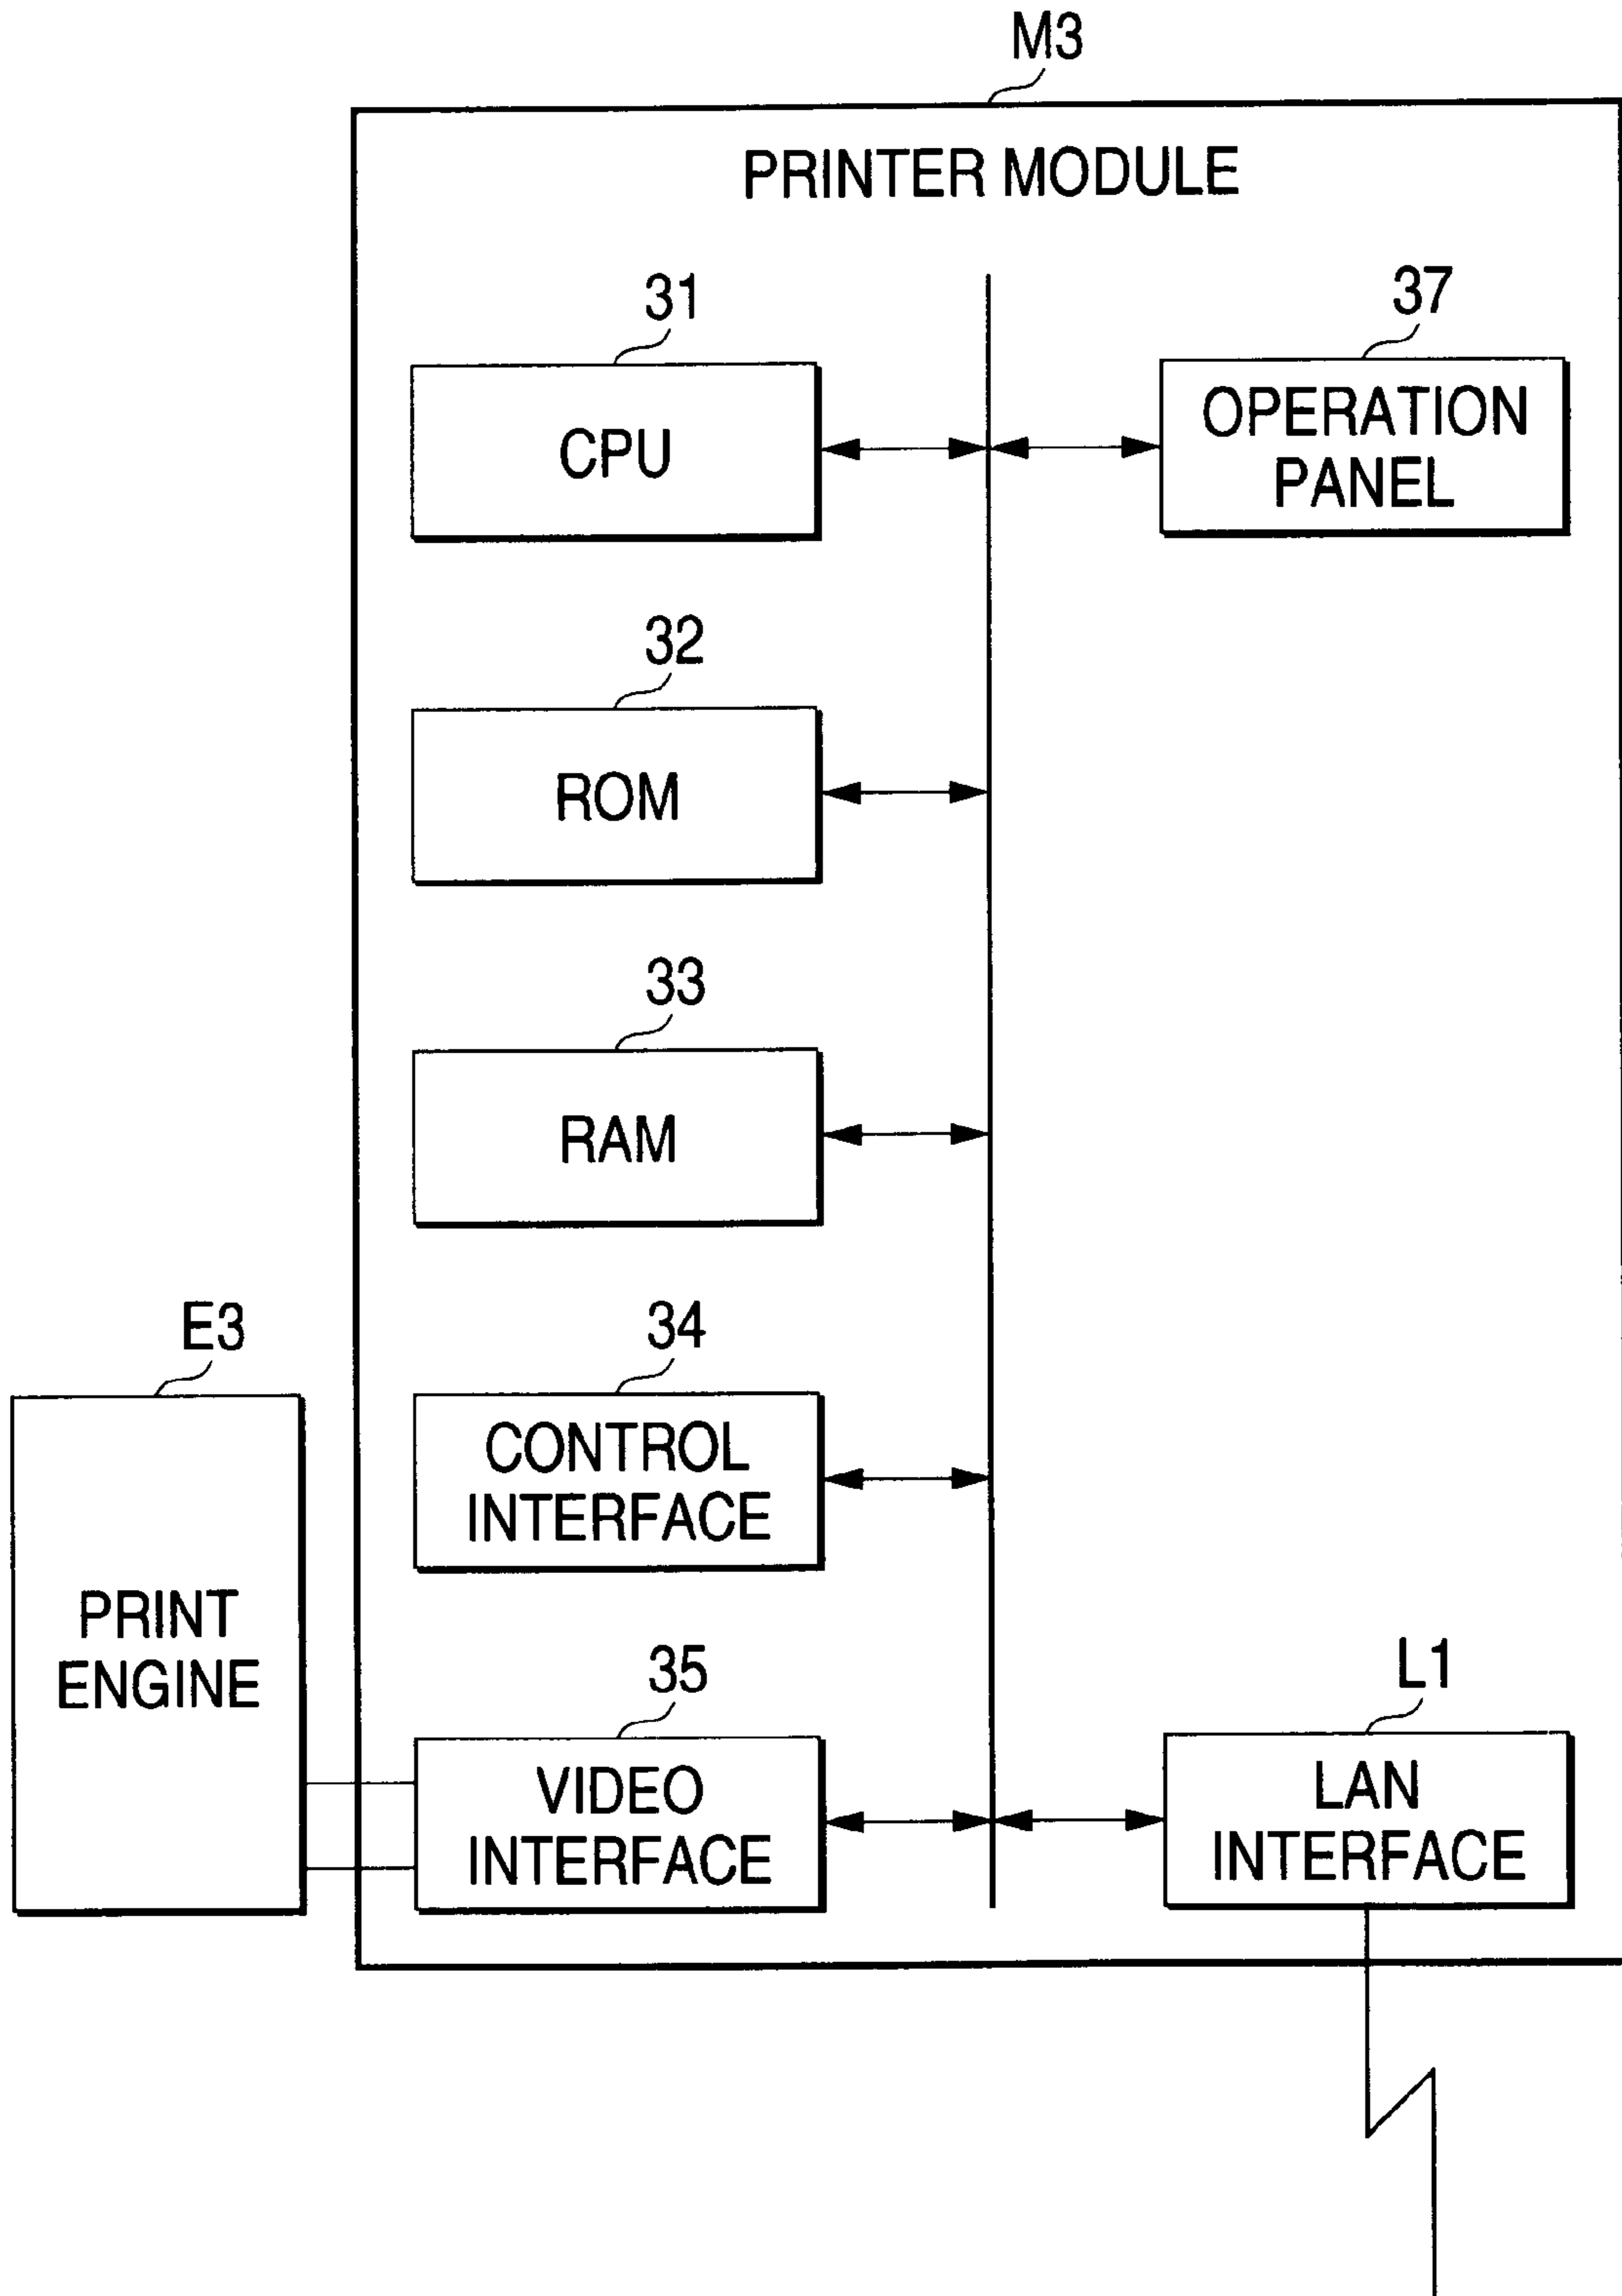 M3
PRINTER MODULE
31
37
CPU
OPERATION
PANEL
32
ROM
33
RAM
E3
34
CONTROL
INTERFACE
PRINT
ENGINE
35
L1
VIDEO
INTERFACE
LAN
INTERFACE